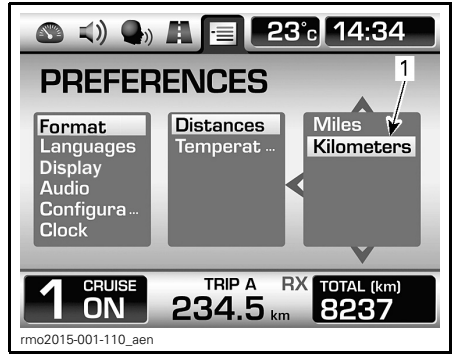 23°c 14:34
1
PREFERENCES
Format
Languages
Display
Audio
Configura ...
Clock
Distances
Temperat ...
Miles
Kilometers
1 CRUISE ON
TRIP A RX
234.5 km
TOTAL (km)
8237
rmo2015-001-110_aen